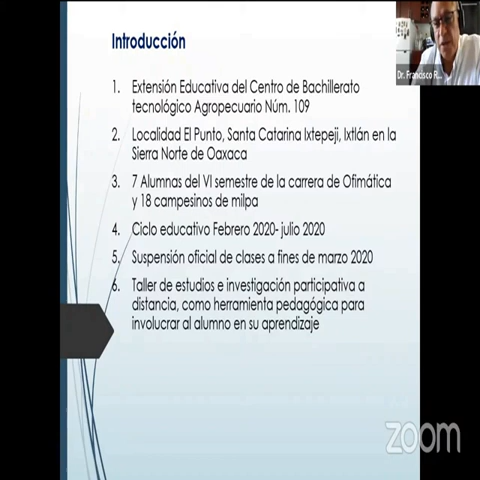 Introducción
1. Extensión Educativa del Centro de Bachillerato
tecnológico Agropecuario Núm. 109
2. Localidad El Punto, Santa Catarina Ixtepeji, Ixtlán en la
Sierra Norte de Oaxaca
3. 7 Alumnas del VI semestre de la carrera de Ofimática
y 18 campesinos de milpa
4. Ciclo educativo Febrero 2020- julio 2020
5. Suspensión oficial de clases a fines de marzo 2020
6. Taller de estudios e investigación participativa a
distancia, como herramienta pedagógica para
involucrar al alumno en su aprendizaje
Dr. Francisco R...
zoom